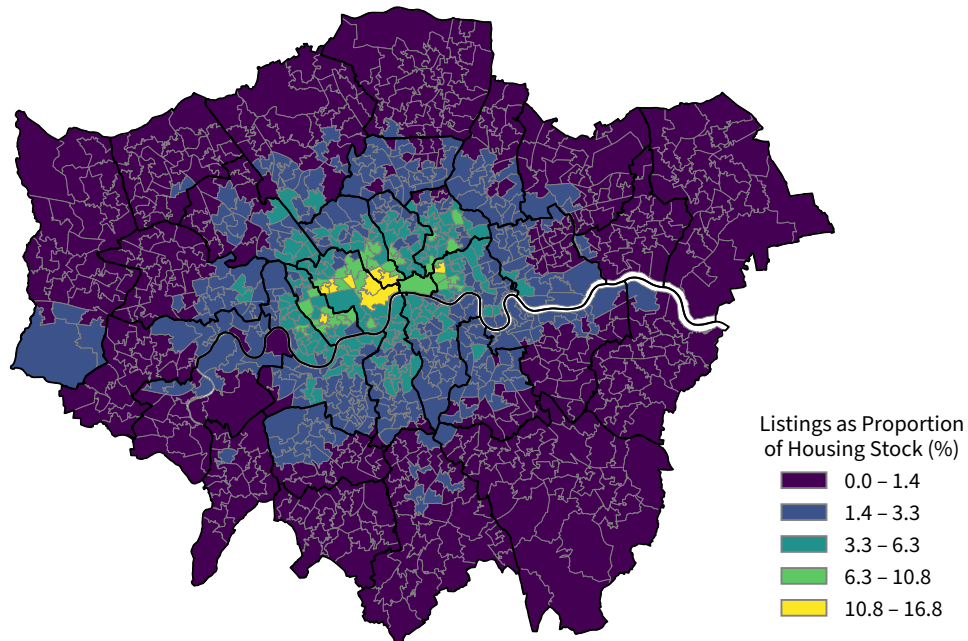 Listings as Proportion
of Housing Stock (%)
0.0 – 1.4
1.4 – 3.3
3.3 – 6.3
6.3 – 10.8
10.8 – 16.8